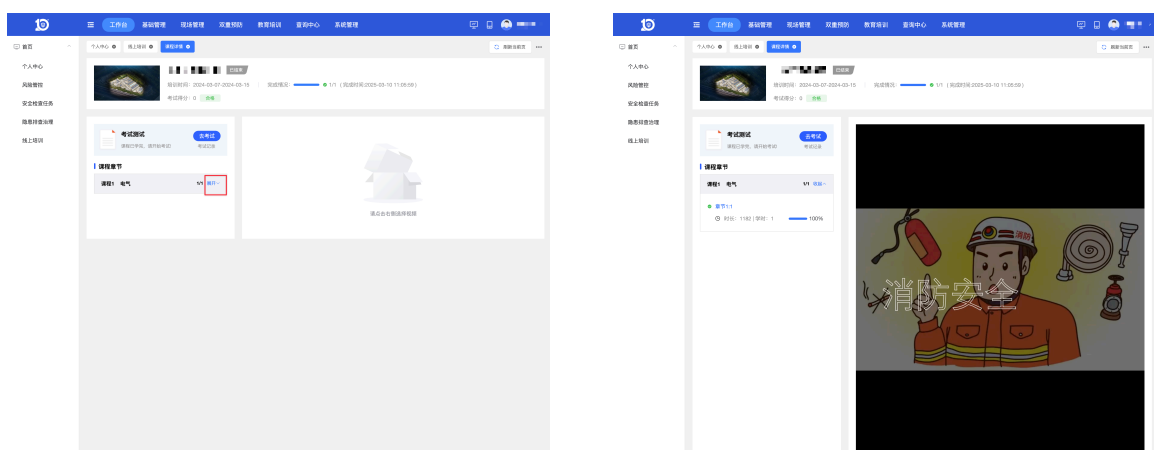 工作台 基础管理 现场管理 双重预防 教育培训 查询中心 系统管理
首页
个人中心 线上培训 课程详情 刷新当前页
个人中心
风险管控
安全检查任务
隐患排查治理
线上培训
已结束
培训时间：2024-03-07-2024-03-15 完成情况： 1/1 （完成时间:2025-03-10 11:05:59）
考试得分：0 合格
考试测试 去考试
课程已学完，请开始考试! 考试记录
课程章节
课程1 电气 1/1 展开
请点击右侧选择视频
工作台 基础管理 现场管理 双重预防 教育培训 查询中心 系统管理
首页
个人中心 线上培训 课程详情 刷新当前页
个人中心
风险管控
安全检查任务
隐患排查治理
线上培训
已结束
培训时间：2024-03-07-2024-03-15 完成情况： 1/1 （完成时间:2025-03-10 11:05:59）
考试得分：0 合格
考试测试 去考试
课程已学完，请开始考试! 考试记录
课程章节
课程1 电气 1/1 收起
章节1:1
时长：1182 | 学时：1 100%
消防
消防安全